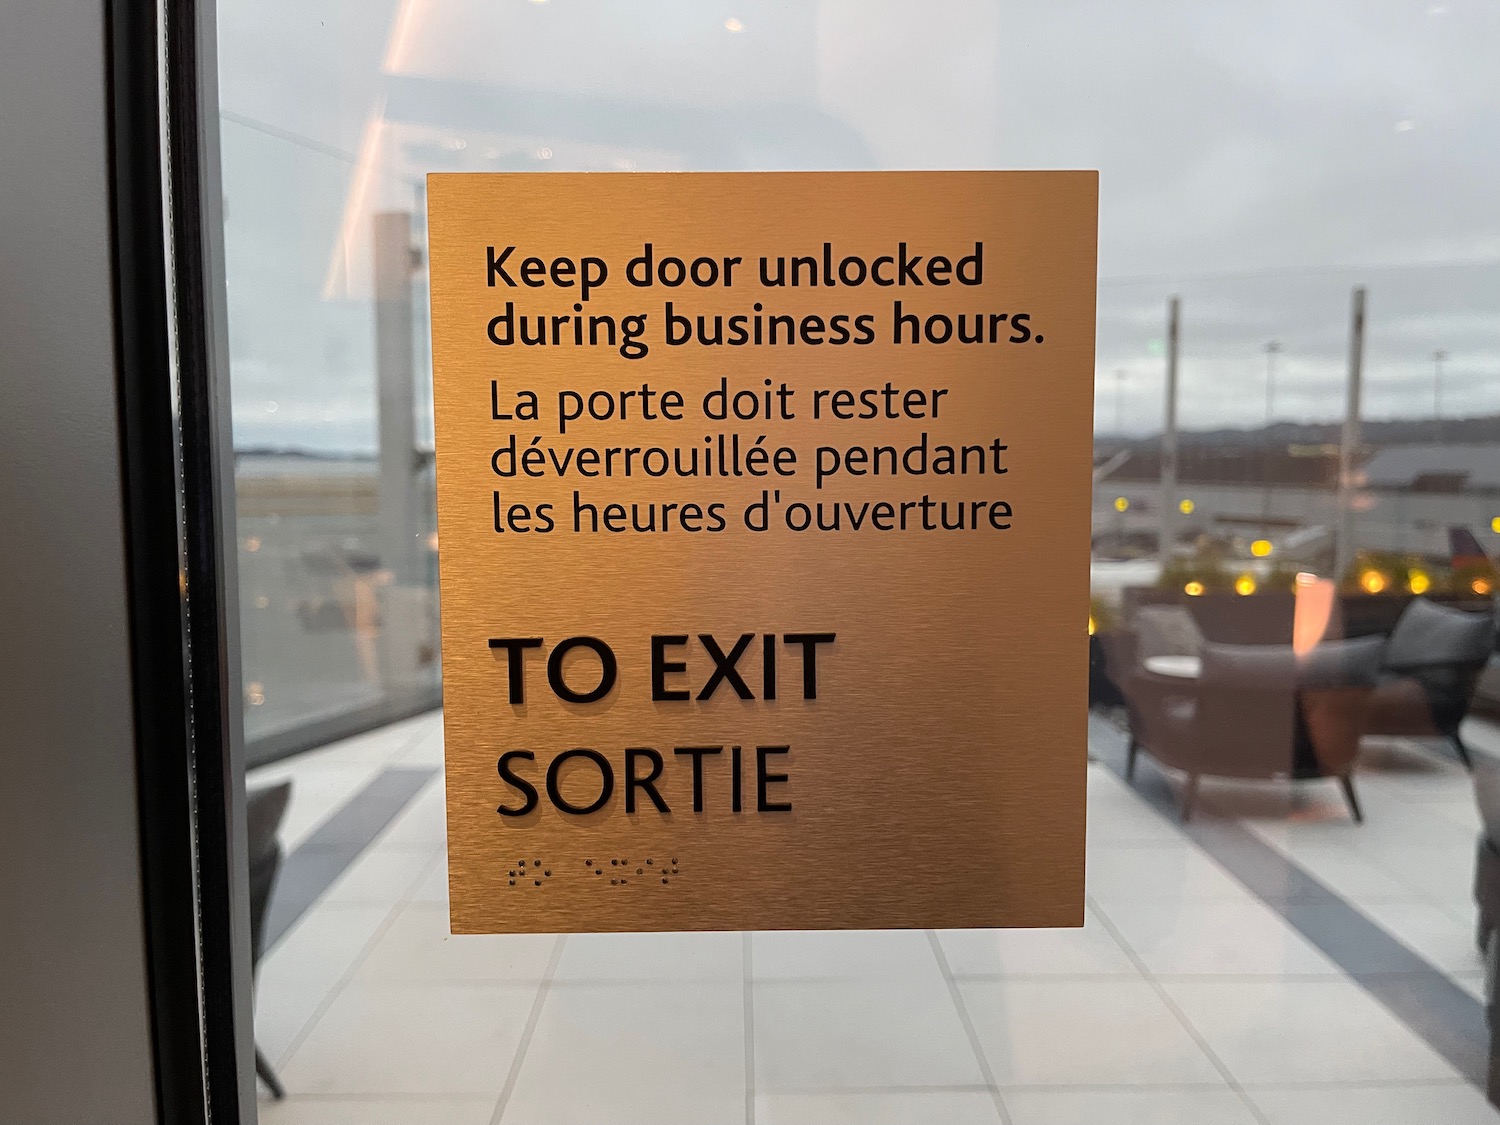 Keep door unlocked
during business hours.
La porte doit rester
déverrouillée pendant
les heures d'ouverture
TO EXIT
SORTIE